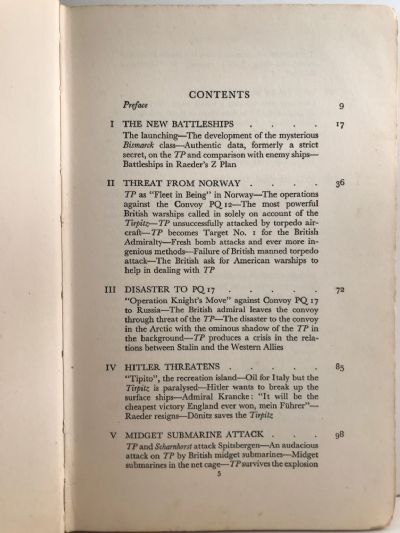 CONTENTS
Preface 9
I THE NEW BATTLESHIPS . . . . 17
The launching—The development of the mysterious
Bismarck class—Authentic data, formerly a strict
secret, on the TP and comparison with enemy ships—
Battleships in Raeder's Z Plan
II THREAT FROM NORWAY . . . . 36
TP as "Fleet in Being" in Norway—The operations
against the Convoy PQ 12—The most powerful
British warships called in solely on account of the
Tirpitz—TP unsuccessfully attacked by torpedo air-
craft—TP becomes Target No. 1 for the British
Admiralty—Fresh bomb attacks and ever more in-
genious methods—Failure of British manned torpedo
attack—The British ask for American warships to
help in dealing with TP
III DISASTER TO PQ 17 . . . . 72
"Operation Knight's Move" against Convoy PQ 17
to Russia—The British admiral leaves the convoy
through threat of the TP—The disaster to the convoy
in the Arctic with the ominous shadow of the TP in
the background—TP produces a crisis in the rela-
tions between Stalin and the Western Allies
IV HITLER THREATENS . . . . 85
"Tipito", the recreation island—Oil for Italy but the
Tirpitz is paralysed—Hitler wants to break up the
surface ships—Admiral Krancke: "It will be the
cheapest victory England ever won, mein Führer"—
Raeder resigns—Dönitz saves the Tirpitz
V MIDGET SUBMARINE ATTACK . . . 98
TP and Scharnhorst attack Spitsbergen—An audacious
attack on TP by British midget submarines—Midget
submarines in the net cage—TP survives the explosion
5